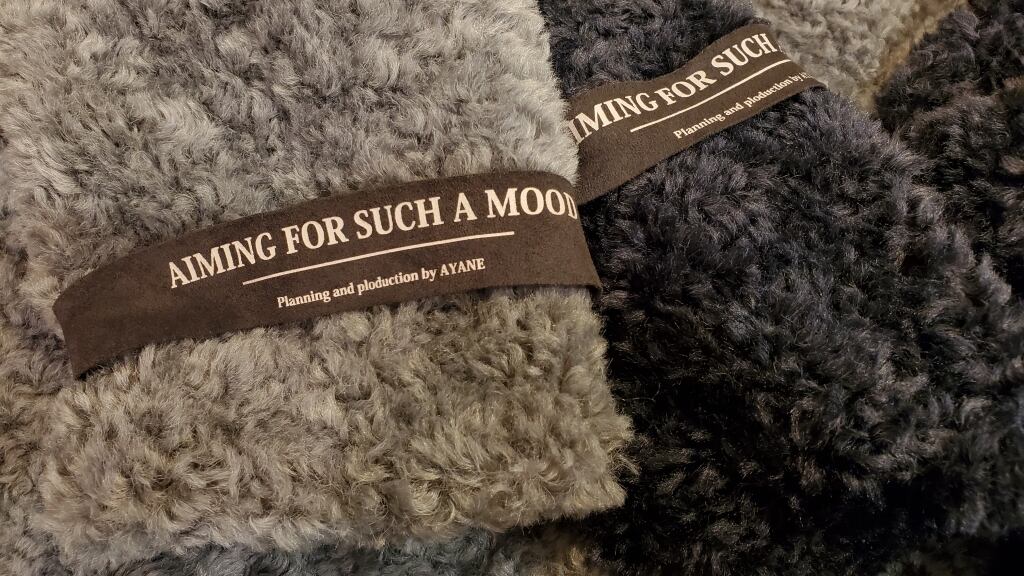 AIMING FOR SUCH A MOOD
Planning and ploduction by AYANE
IMING FOR SUCH
Planning and ploduction by